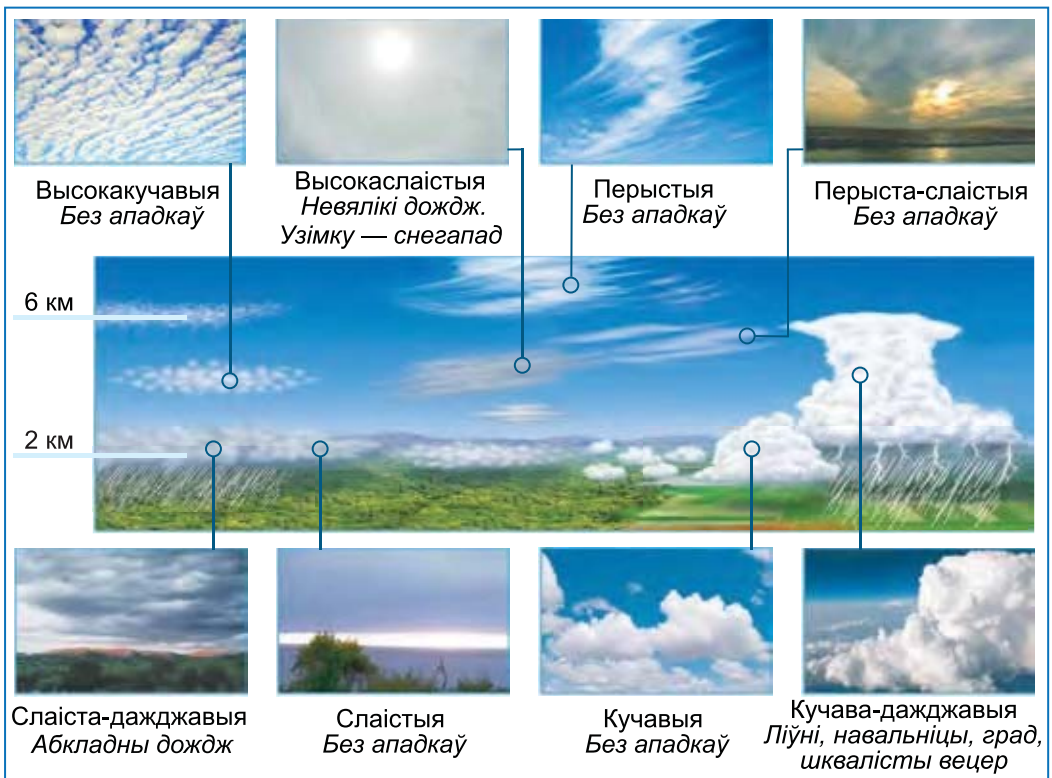 Высокакучавыя
Без ападкаў
Высокаслаістыя
Невялікі дождж.
Узімку — снегапад
Перыстыя
Без ападкаў
Перыста-слаістыя
Без ападкаў
6 км
2 км
Слаіста-дажджавыя
Абкладны дождж
Слаістыя
Без ападкаў
Кучавыя
Без ападкаў
Кучава-дажджавыя
Ліўні, навальніцы, град,
шквалісты вецер